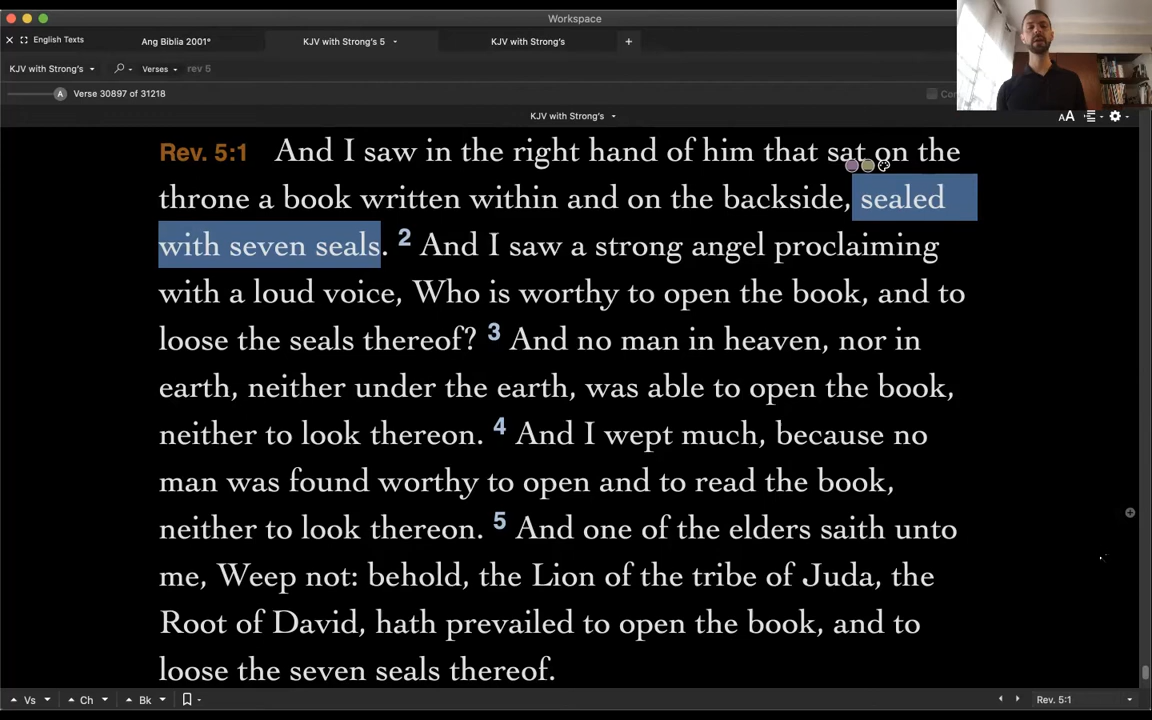 Workspace
English Texts
Ang Biblia 2001*
KJV with Strong's 5
KJV with Strong's
+
KJV with Strong's
Verses
rev 5
A
Verse 30897 of 31218
KJV with Strong's
AA
Rev. 5:1 And I saw in the right hand of him that sat on the
throne a book written within and on the backside, sealed
with seven seals. 2 And I saw a strong angel proclaiming
with a loud voice, Who is worthy to open the book, and to
loose the seals thereof? 3 And no man in heaven, nor in
earth, neither under the earth, was able to open the book,
neither to look thereon. 4 And I wept much, because no
man was found worthy to open and to read the book,
neither to look thereon. 5 And one of the elders saith unto
me, Weep not: behold, the Lion of the tribe of Juda, the
Root of David, hath prevailed to open the book, and to
loose the seven seals thereof.
Vs Ch Bk
Rev. 5:1